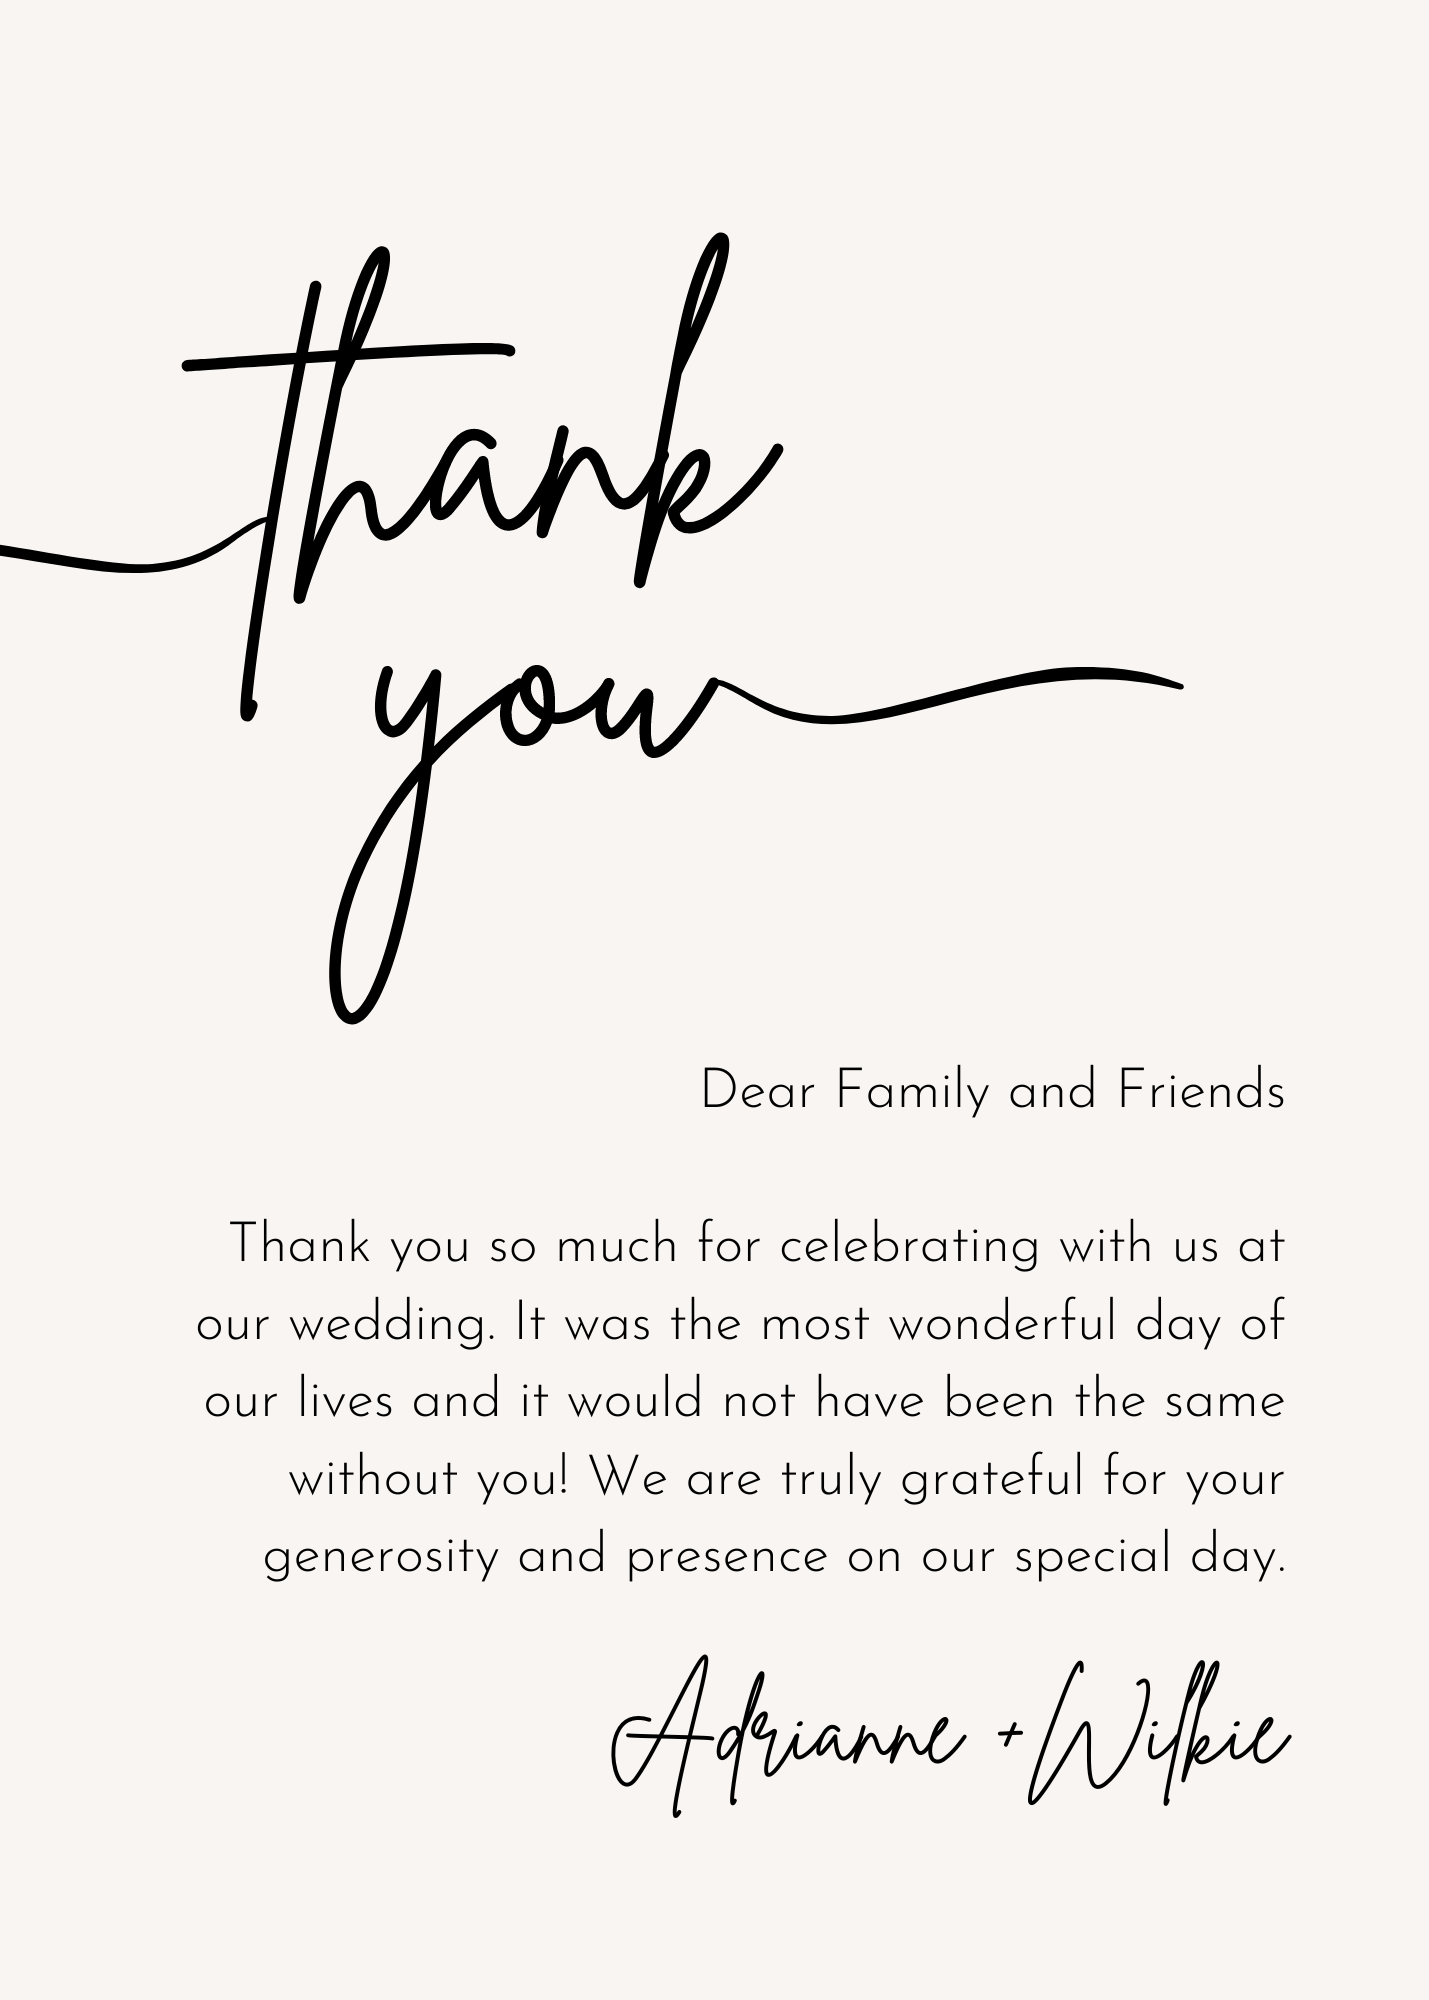 thank
you
Dear Family and Friends
Thank you so much for celebrating with us at
our wedding. It was the most wonderful day of
our lives and it would not have been the same
without you! We are truly grateful for your
generosity and presence on our special day.
Adrianne + Wilkie